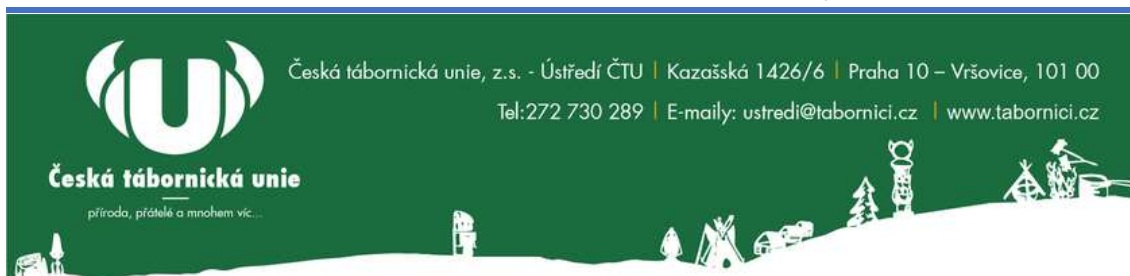 U
Česká tábornická unie, z.s. - Ústředí ČTU | Kazašská 1426/6 | Praha 10 – Vršovice, 101 00
Tel:272 730 289 | E-maily: ustredi@tabornici.cz | www.tabornici.cz
Česká tábornická unie
příroda, přátelé a mnohem víc...